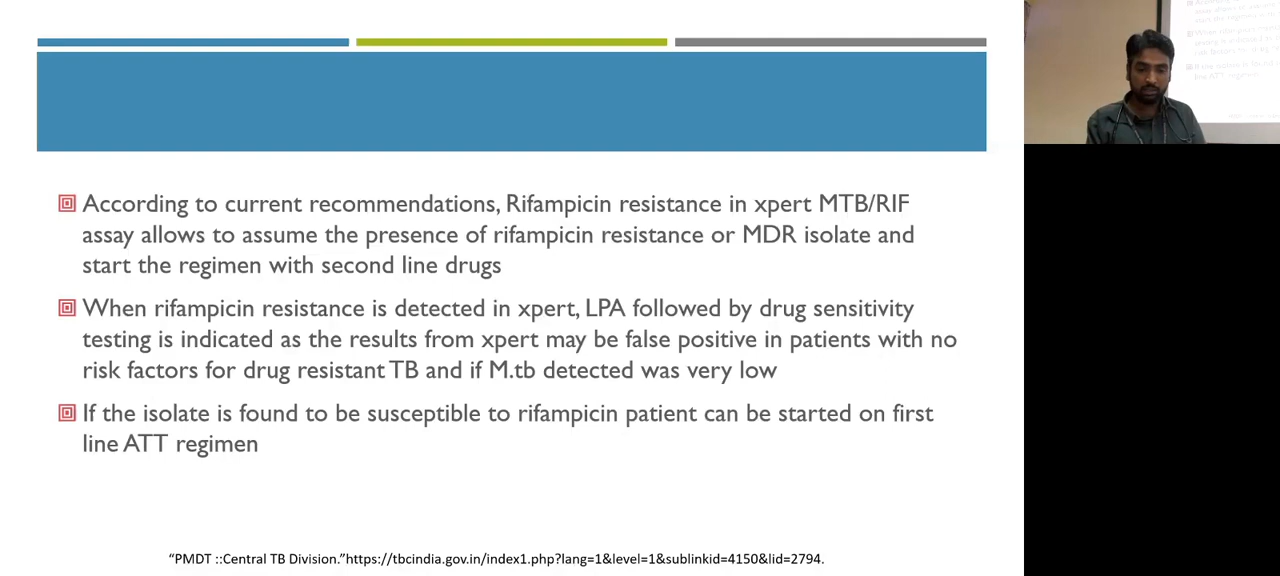 According to current recommendations, Rifampicin resistance in xpert MTB/RIF
assay allows to assume the presence of rifampicin resistance or MDR isolate and
start the regimen with second line drugs
When rifampicin resistance is detected in xpert, LPA followed by drug sensitivity
testing is indicated as the results from xpert may be false positive in patients with no
risk factors for drug resistant TB and if M.tb detected was very low
If the isolate is found to be susceptible to rifampicin patient can be started on first
line ATT regimen
“PMDT ::Central TB Division.”https://tbcindia.gov.in/index1.php?lang=1&level=1&sublinkid=4150&lid=2794.